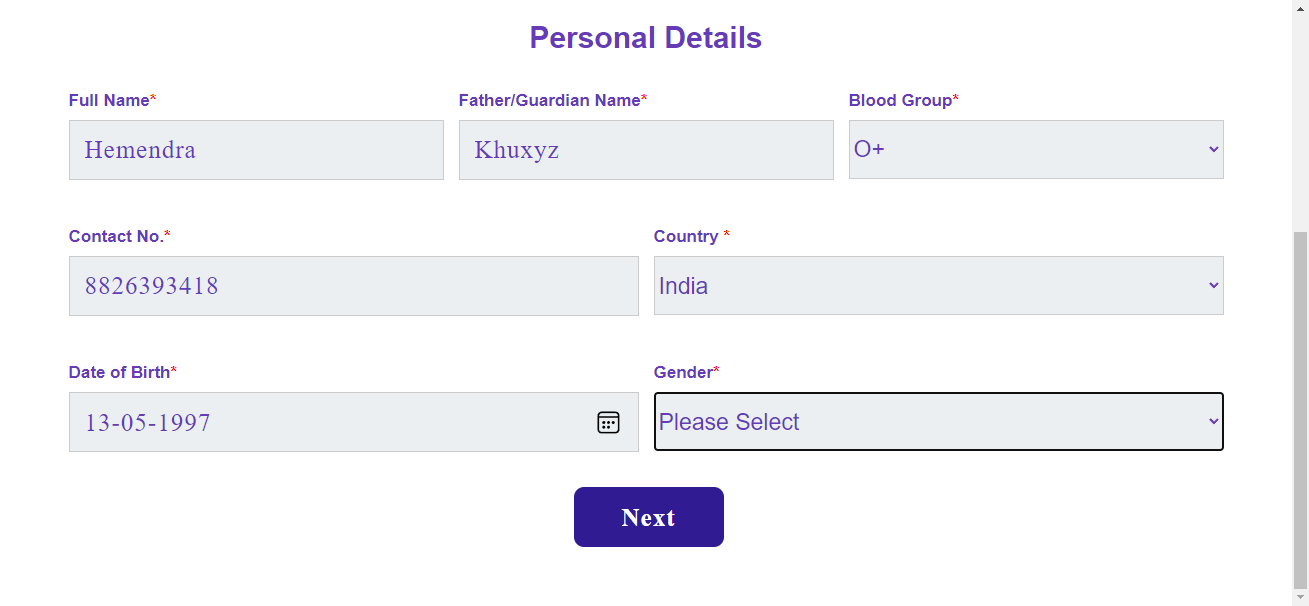 Personal Details
Full Name* Father/Guardian Name* Blood Group*
Hemendra Khuxyz O+
Contact No.* Country *
8826393418 India
Date of Birth* Gender*
13-05-1997 Please Select
Next